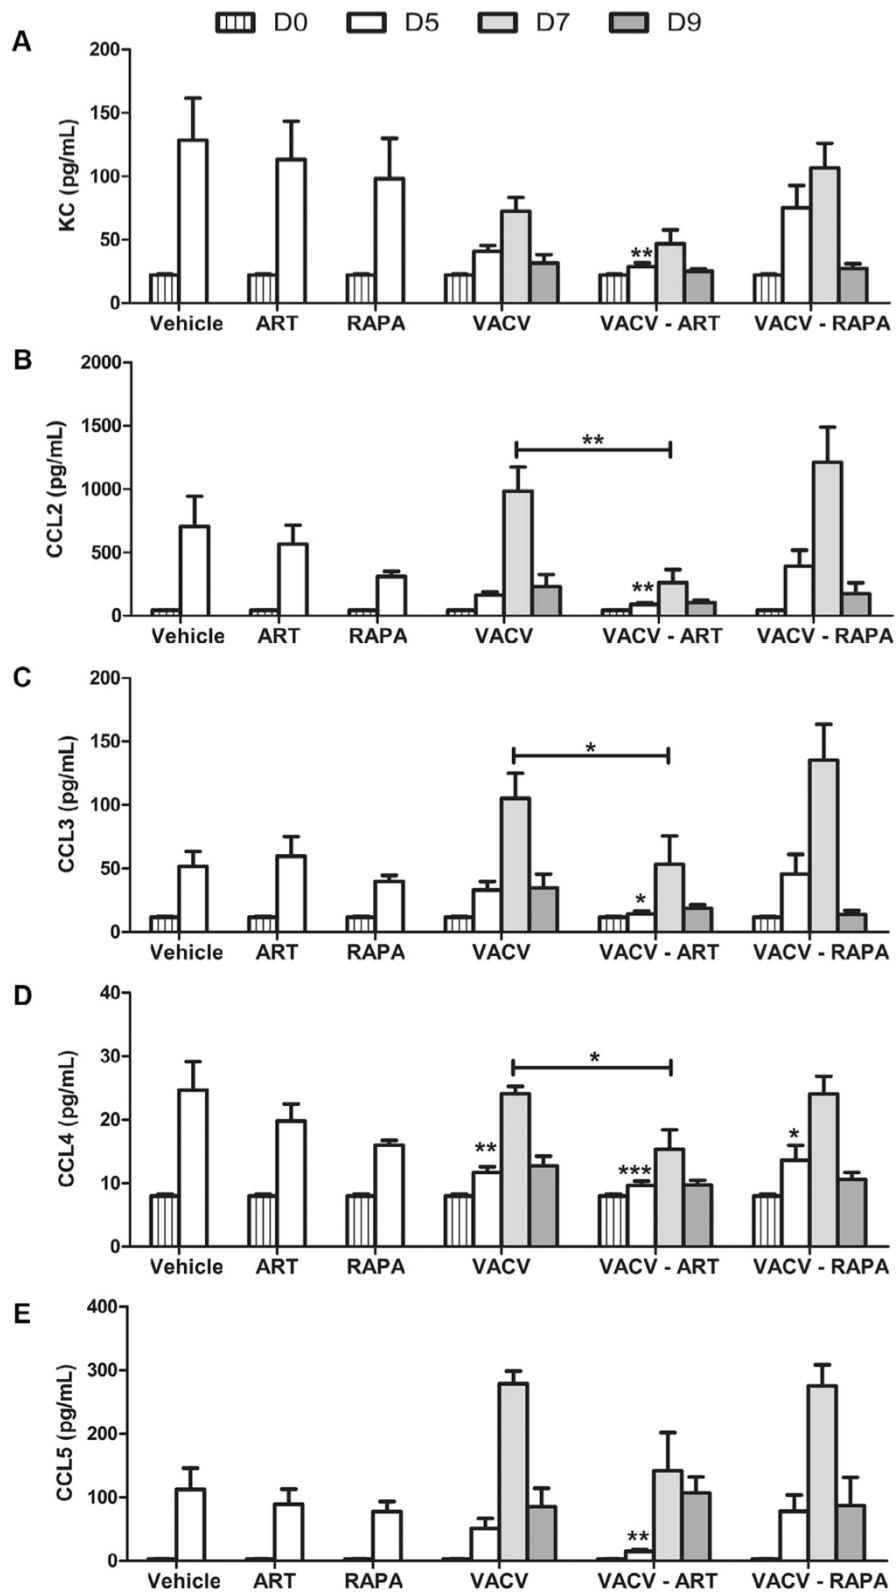 D0 D5 D7 D9
A
KC (pg/mL)
200
150
100
50
0
**
Vehicle ART RAPA VACV VACV - ART VACV - RAPA
B
CCL2 (pg/mL)
2000
1500
1000
500
0
**
**
Vehicle ART RAPA VACV VACV - ART VACV - RAPA
C
CCL3 (pg/mL)
200
150
100
50
0
*
*
Vehicle ART RAPA VACV VACV - ART VACV - RAPA
D
CCL4 (pg/mL)
40
30
20
10
0
*
** *** *
Vehicle ART RAPA VACV VACV - ART VACV - RAPA
E
CCL5 (pg/mL)
400
300
200
100
0
**
Vehicle ART RAPA VACV VACV - ART VACV - RAPA